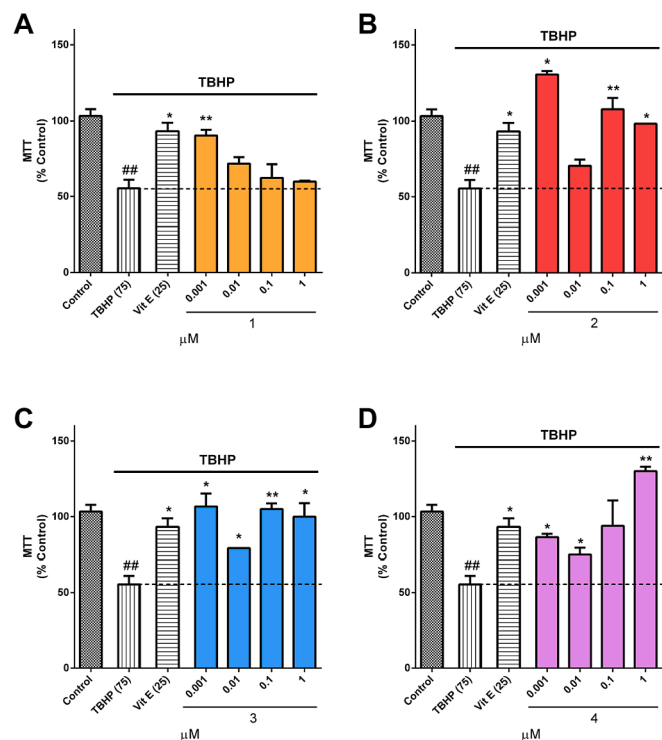 A
TBHP
MTT
(% Control)
150
100
50
0
##
*
**
Control
TBHP (75)
Vit E (25)
0.001
0.01
0.1
1
1
μM
B
TBHP
MTT
(% Control)
150
100
50
0
##
*
*
**
*
Control
TBHP (75)
Vit E (25)
0.001
0.01
0.1
1
2
μM
C
TBHP
MTT
(% Control)
150
100
50
0
##
*
*
*
**
*
Control
TBHP (75)
Vit E (25)
0.001
0.01
0.1
1
3
μM
D
TBHP
MTT
(% Control)
150
100
50
0
##
*
*
*
**
Control
TBHP (75)
Vit E (25)
0.001
0.01
0.1
1
4
μM